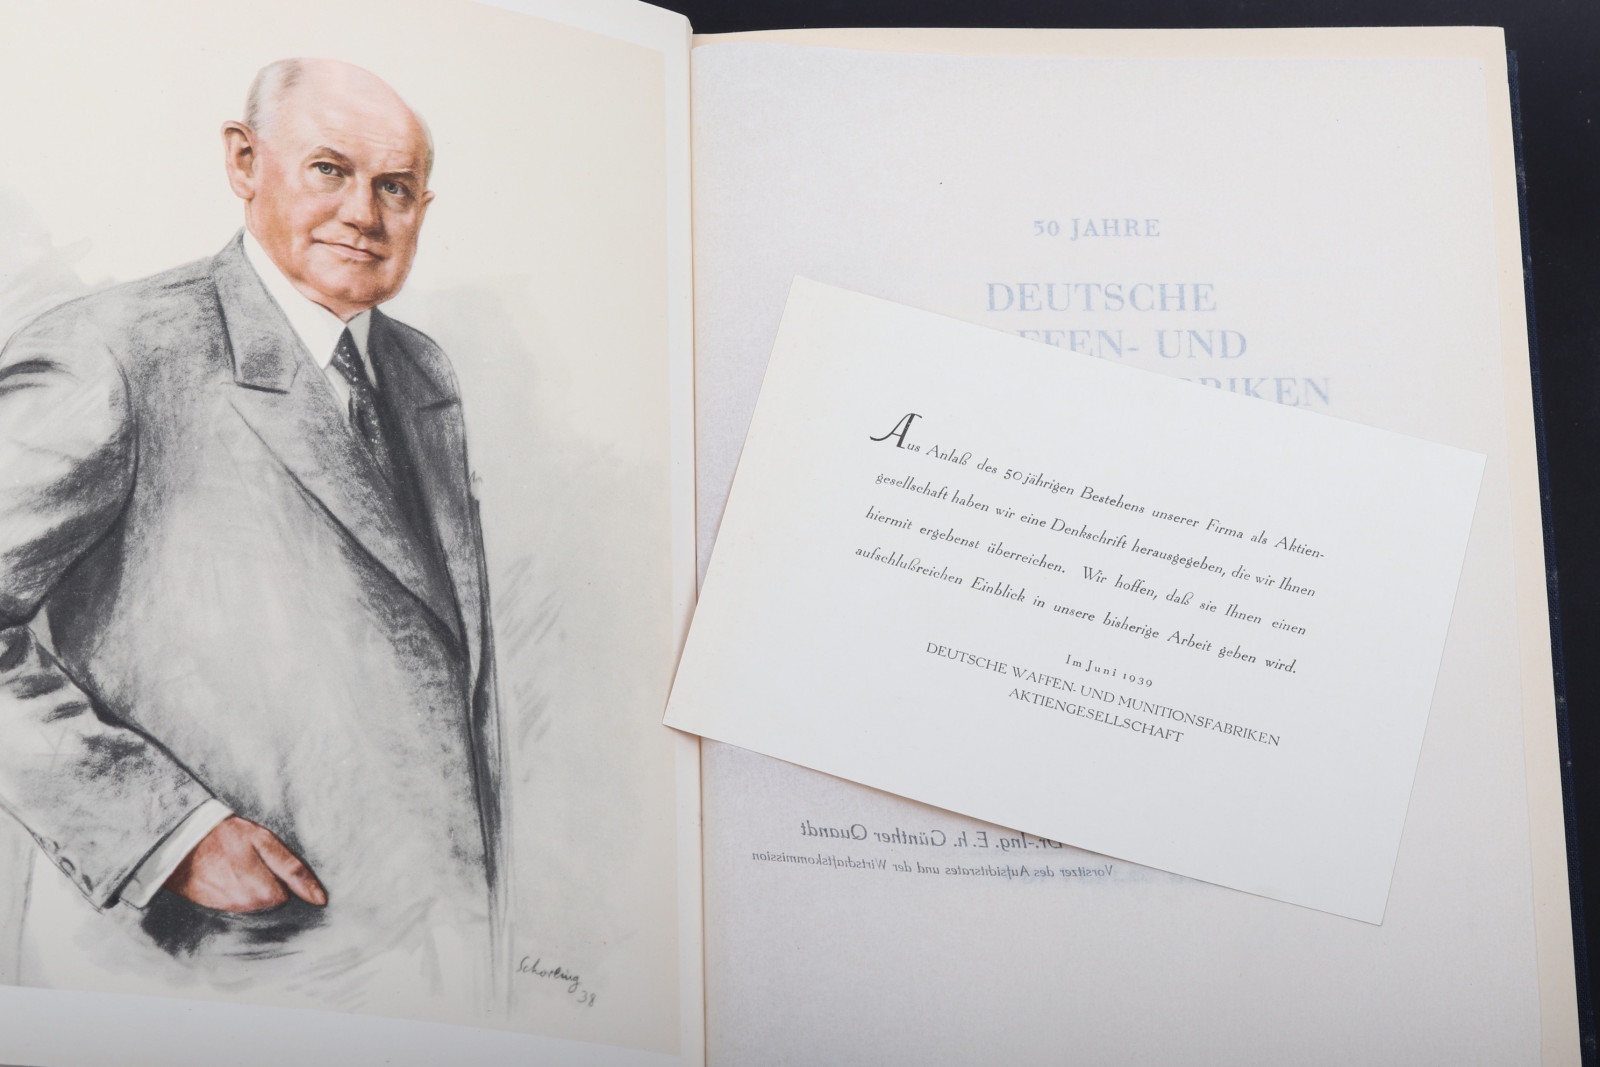 50 JAHRE
DEUTSCHE
FFEN- UND
BRIKEN
Aus Anlaß des 50jährigen Bestehens unserer Firma als Aktien-
gesellschaft haben wir eine Denkschrift herausgegeben, die wir Ihnen
hiermit ergebenst überreichen. Wir hoffen, daß sie Ihnen einen
aufschlußreichen Einblick in unsere bisherige Arbeit geben wird.
Im Juni 1939
DEUTSCHE WAFFEN- UND MUNITIONSFABRIKEN
AKTIENGESELLSCHAFT
Dr.-Ing. E.h. Günther Quandt
Vorsitzer des Aufsichtsrates und der Wirtschaftskommission
Schorling
38